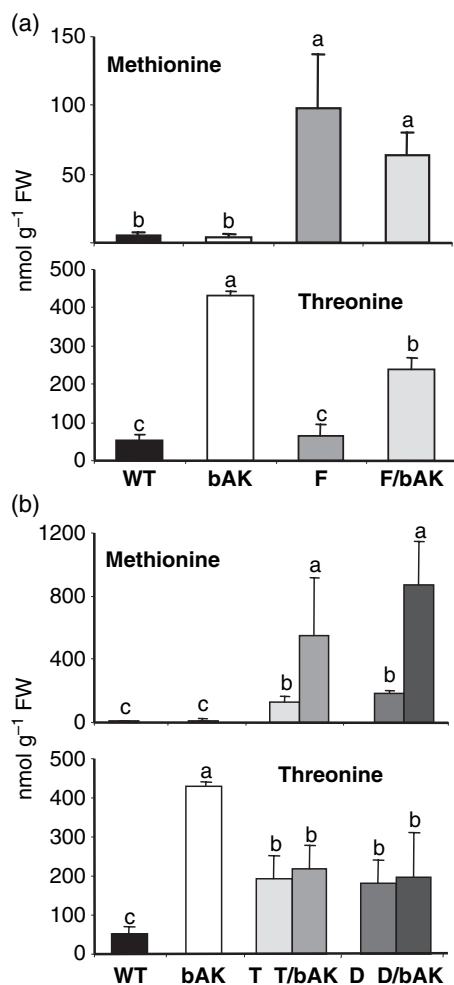 (a)
150
Methionine
a
a
100
50
b
b
nmol g⁻¹ FW
500
a
Threonine
400
300
b
200
100
c
c
0
WT bAK F F/bAK
(b)
1200
a
Methionine
a
800
400
b
b
c
c
0
nmol g⁻¹ FW
500
a
Threonine
400
300
b
b
b
b
200
100
c
0
WT bAK T T/bAK D D/bAK